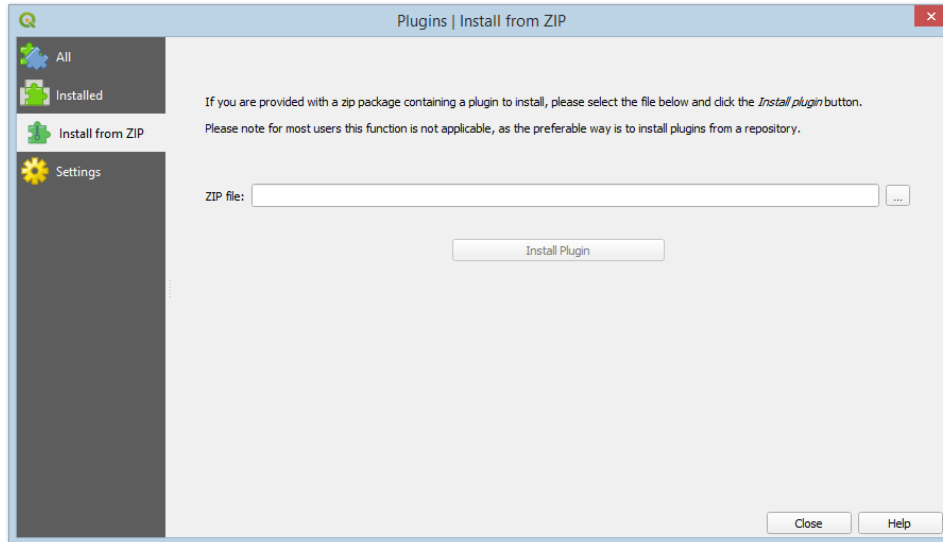 Plugins | Install from ZIP
All
Installed
Install from ZIP
Settings
If you are provided with a zip package containing a plugin to install, please select the file below and click the Install plugin button.
Please note for most users this function is not applicable, as the preferable way is to install plugins from a repository.
ZIP file:
...
Install Plugin
Close
Help